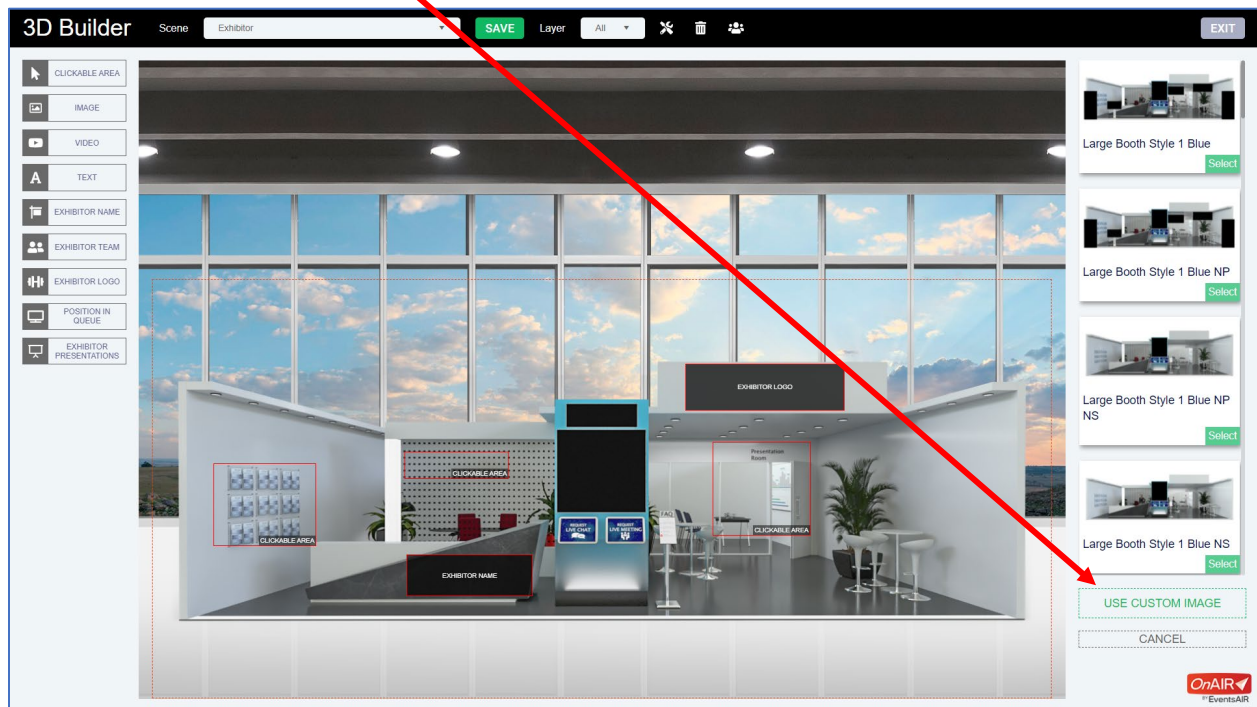 3D Builder
Scene
Exhibitor
SAVE
Layer
All
EXIT
CLICKABLE AREA
IMAGE
VIDEO
TEXT
EXHIBITOR NAME
EXHIBITOR TEAM
EXHIBITOR LOGO
POSITION IN
QUEUE
EXHIBITOR
PRESENTATIONS
EXHIBITOR LOGO
CLICKABLE AREA
Presentation
Room
CLICKABLE AREA
CLICKABLE AREA
REQUEST
LIVE CHAT
REQUEST
LIVE MEETING
FAQ
EXHIBITOR NAME
Large Booth Style 1 Blue
Select
Large Booth Style 1 Blue NP
Select
Large Booth Style 1 Blue NP
NS
Select
Large Booth Style 1 Blue NS
Select
USE CUSTOM IMAGE
CANCEL
OnAIR
BY EventsAIR